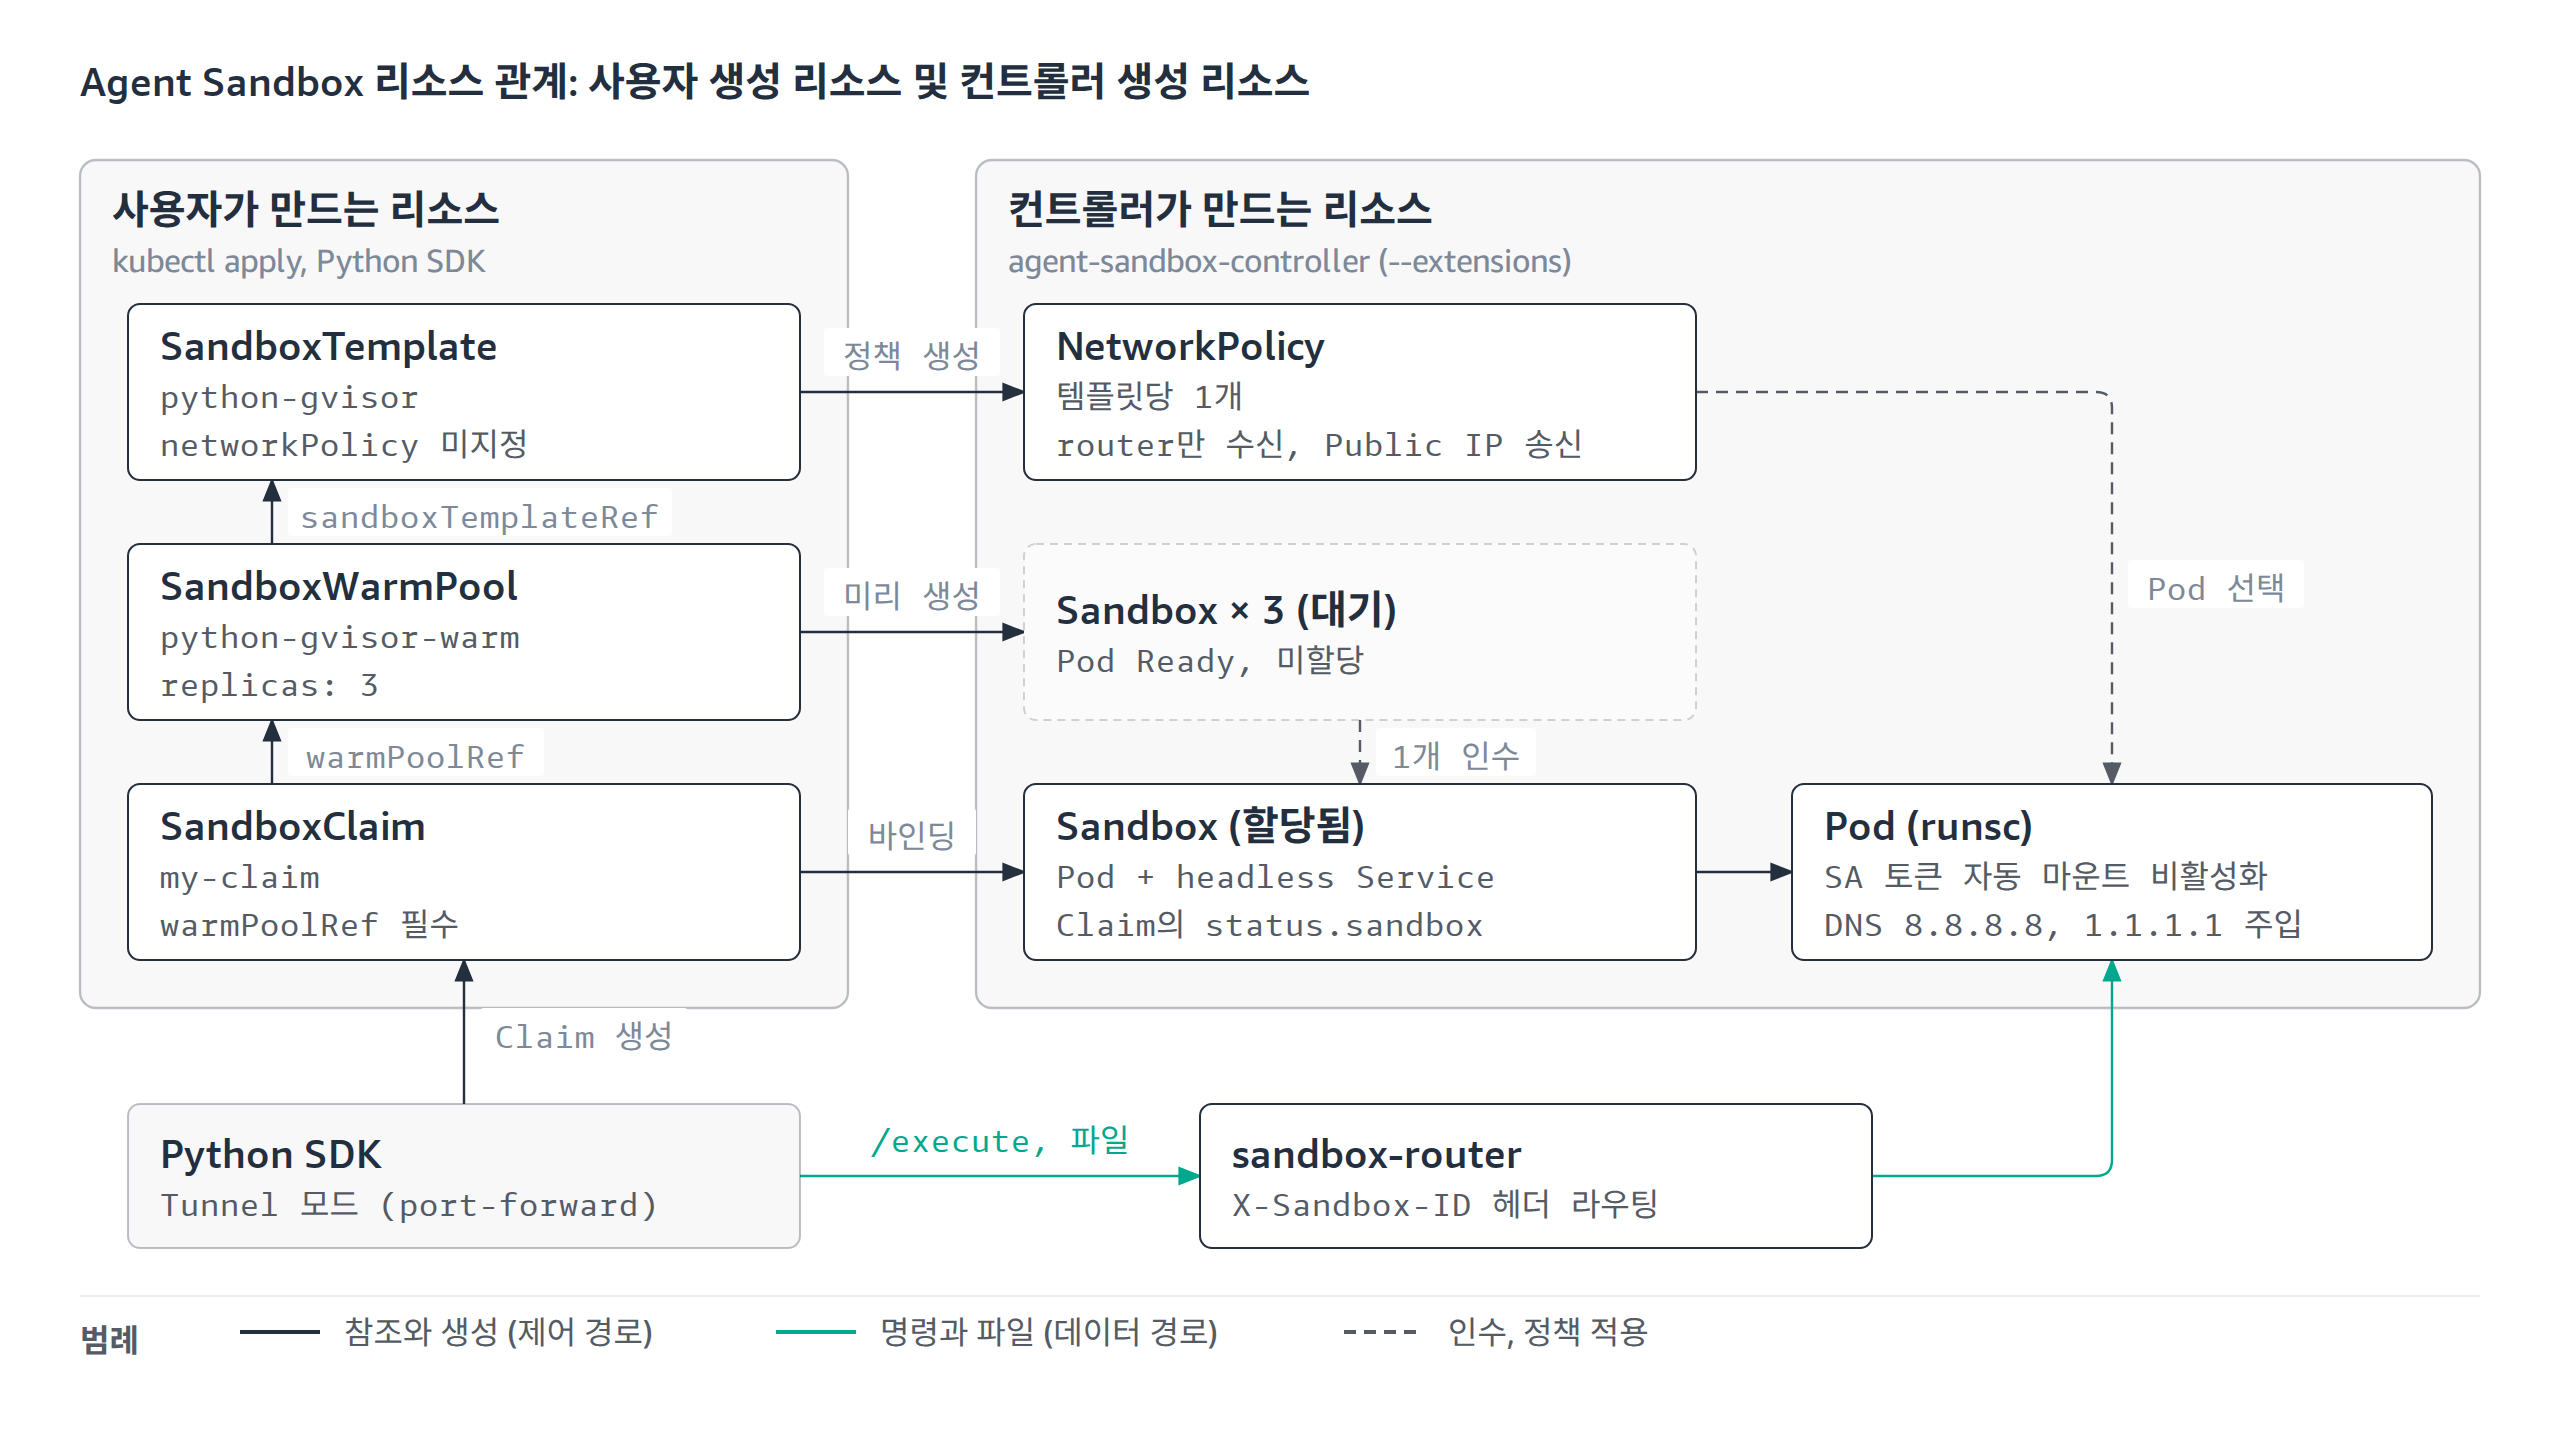 Agent Sandbox 리소스 관계: 사용자 생성 리소스 및 컨트롤러 생성 리소스
사용자가 만드는 리소스
kubectl apply, Python SDK
컨트롤러가 만드는 리소스
agent-sandbox-controller (--extensions)
SandboxTemplate
python-gvisor
networkPolicy 미지정
정책 생성
NetworkPolicy
템플릿당 1개
router만 수신, Public IP 송신
sandboxTemplateRef
SandboxWarmPool
python-gvisor-warm
replicas: 3
미리 생성
Sandbox × 3 (대기)
Pod Ready, 미할당
Pod 선택
warmPoolRef
1개 인수
SandboxClaim
my-claim
warmPoolRef 필수
바인딩
Sandbox (할당됨)
Pod + headless Service
Claim의 status.sandbox
Pod (runsc)
SA 토큰 자동 마운트 비활성화
DNS 8.8.8.8, 1.1.1.1 주입
Claim 생성
Python SDK
Tunnel 모드 (port-forward)
/execute, 파일
sandbox-router
X-Sandbox-ID 헤더 라우팅
범례
참조와 생성 (제어 경로)
명령과 파일 (데이터 경로)
인수, 정책 적용